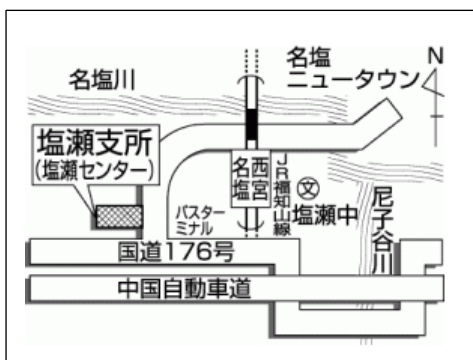 名塩
ニュータウン
N
名塩川
塩瀬支所
(塩瀬センター)
西宮
名塩
JR福知山線
文
塩瀬中
尼子谷川
バスター
ミナル
国道176号
中国自動車道